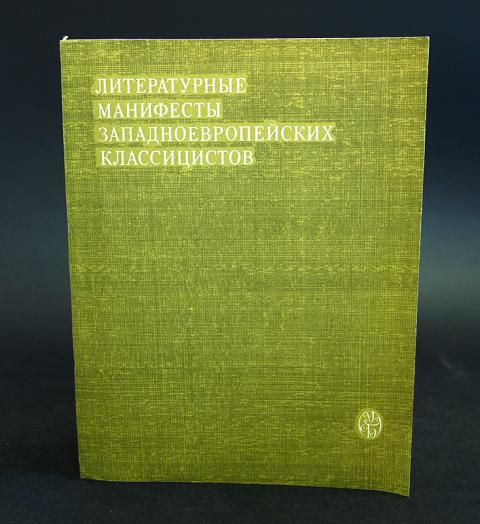 ЛИТЕРАТУРНЫЕ
МАНИФЕСТЫ
ЗАПАДНОЕВРОПЕЙСКИХ
КЛАССИЦИСТОВ